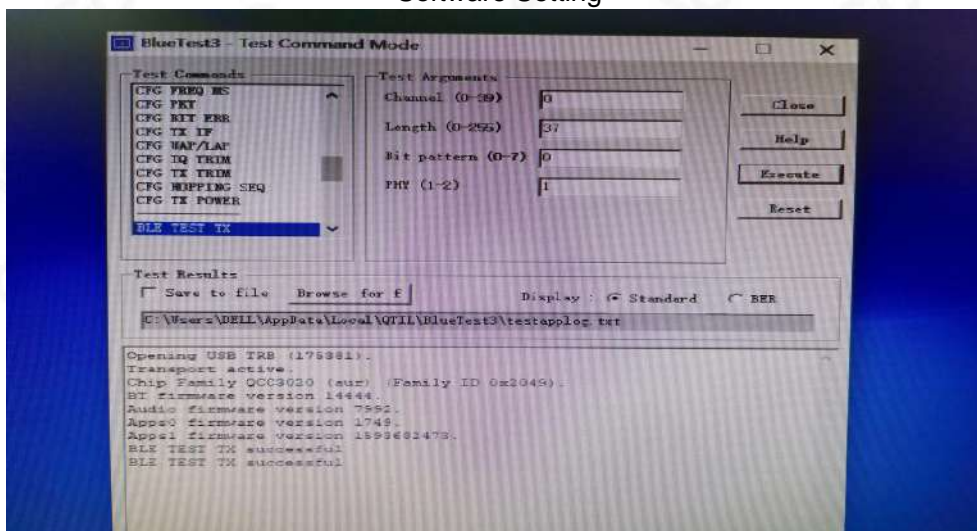 Software Setting
BlueTest3 - Test Command Mode
Test Commands
CFG FREQ MS
CFG PKT
CFG BIT ERR
CFG TX IF
CFG UAP/LAP
CFG IQ TRIM
CFG TX TRIM
CFG HOPPING SEQ
CFG TX POWER
BLE TEST TX
Test Arguments
Channel (0-39) 0
Length (0-255) 37
Bit pattern (0-7) 0
PHY (1-2) 1
Close
Help
Execute
Reset
Test Results
Save to file Browse for f
Display : Standard BER
C:\Users\DELL\AppData\Local\QTIL\BlueTest3\testapplog.txt
Opening USB TRB (175381).
Transport active.
Chip Family QCC3020 (aur) (Family ID 0x2049).
BT firmware version 14444.
Audio firmware version 7992.
Apps0 firmware version 1749.
Apps1 firmware version 1593683473.
BLE TEST TX successful
BLE TEST TX successful